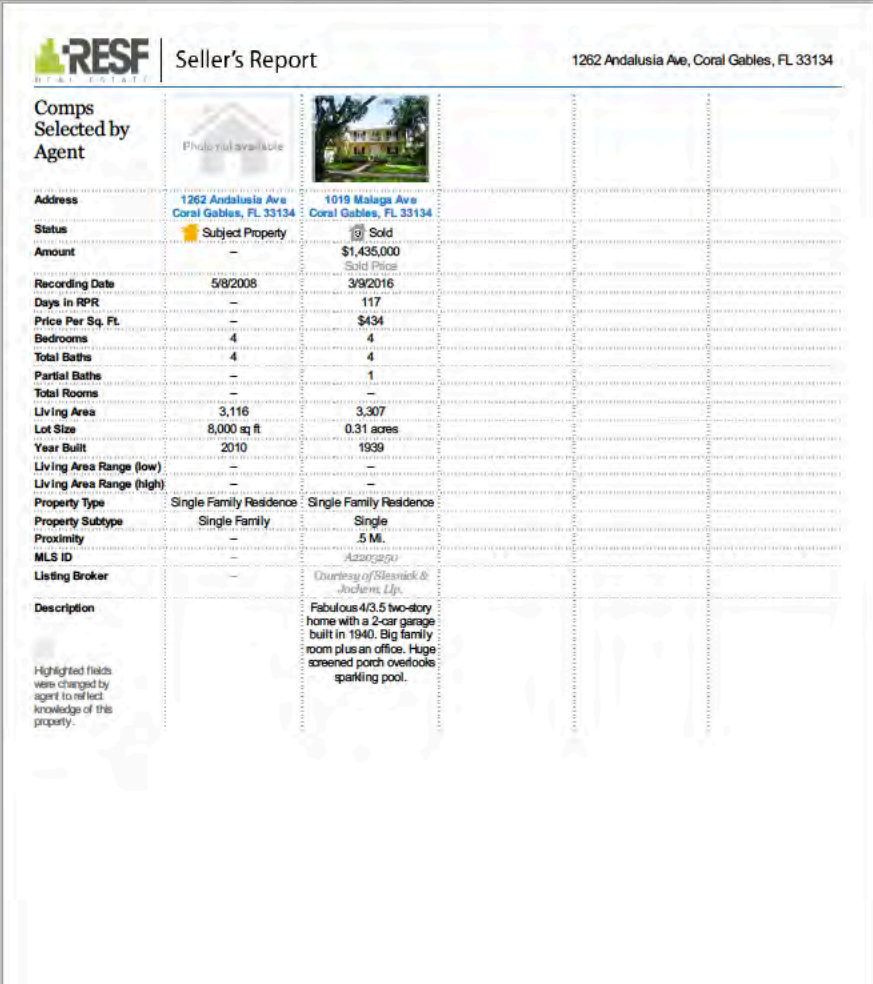 RESF
REAL ESTATE
Seller's Report
1262 Andalusia Ave, Coral Gables, FL 33134
Comps
Selected by
Agent
Photo not available
Address 1262 Andalusia Ave 1019 Malaga Ave
Coral Gables, FL 33134 Coral Gables, FL 33134
Status Subject Property Sold
Amount – $1,435,000
Sold Price
Recording Date 5/8/2008 3/9/2016
Days in RPR – 117
Price Per Sq. Ft. – $434
Bedrooms 4 4
Total Baths 4 4
Partial Baths – 1
Total Rooms – –
Living Area 3,116 3,307
Lot Size 8,000 sq ft 0.31 acres
Year Built 2010 1939
Living Area Range (low) – –
Living Area Range (high) – –
Property Type Single Family Residence Single Family Residence
Property Subtype Single Family Single
Proximity – .5 Mi.
MLS ID – A2203250
Listing Broker – Courtesy of Slesnick &
Jochem, Llp.
Description Fabulous 4/3.5 two-story
home with a 2-car garage
built in 1940. Big family
room plus an office. Huge
screened porch overlooks
sparkling pool.
Highlighted fields
were changed by
agent to reflect
knowledge of this
property.